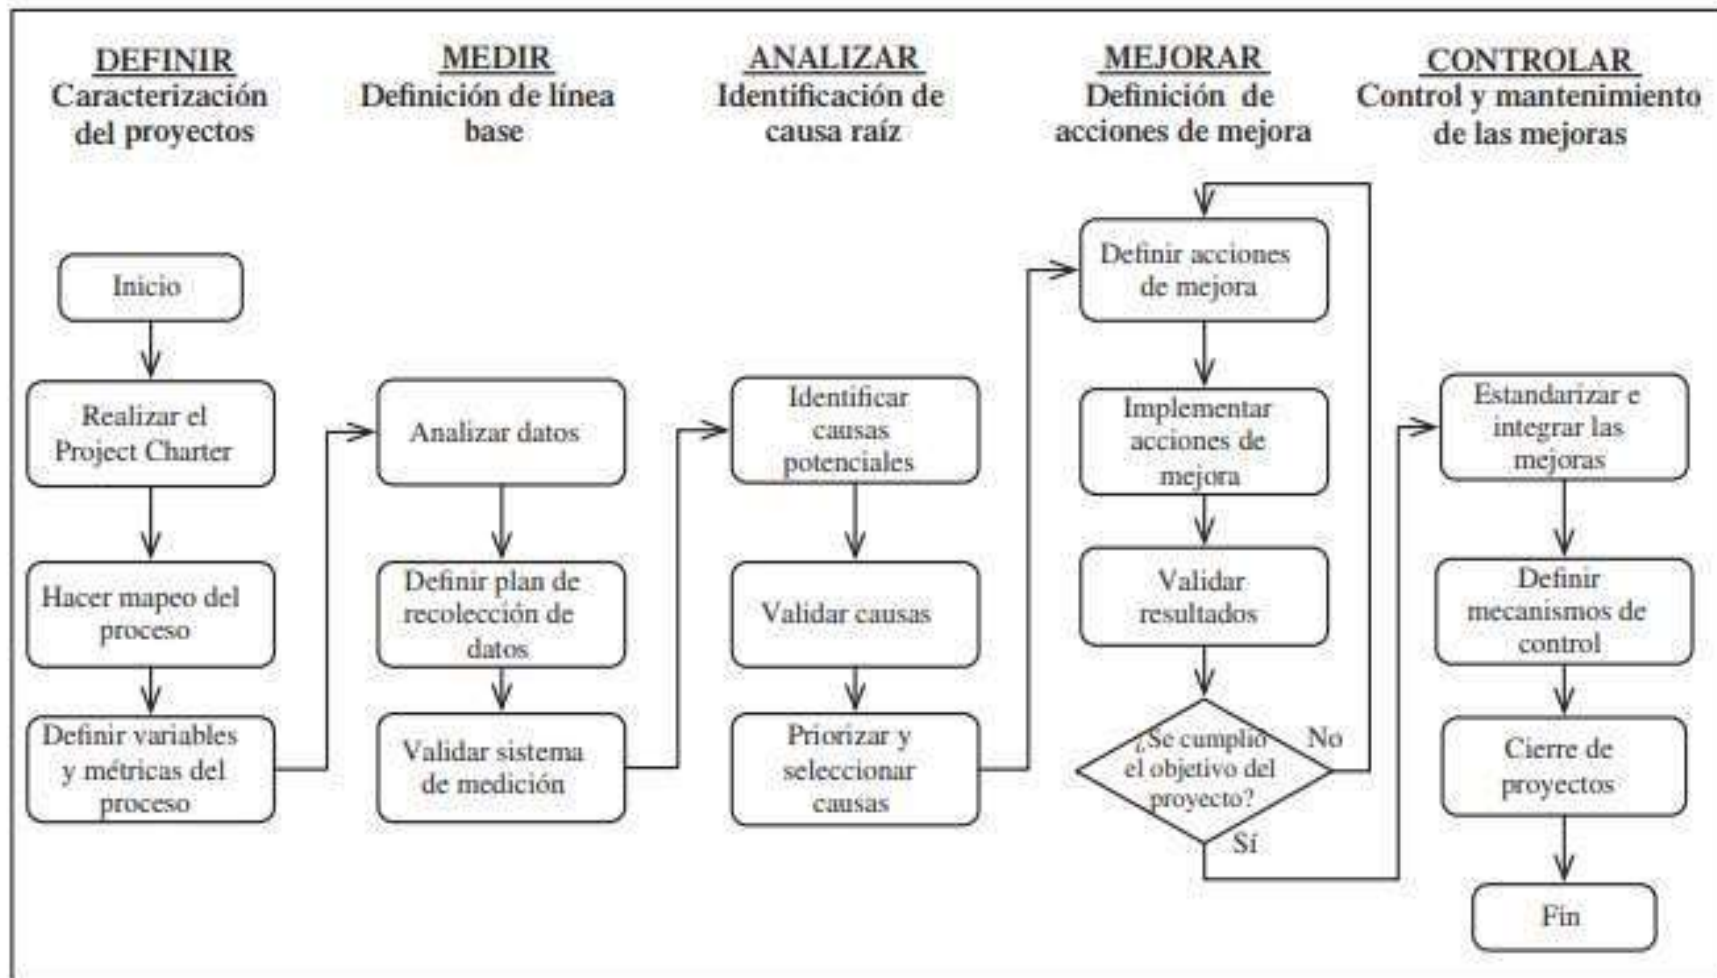 DEFINIR
Caracterización
del proyectos
Inicio
Realizar el
Project Charter
Hacer mapeo del
proceso
Definir variables
y métricas del
proceso
MEDIR
Definición de línea
base
Analizar datos
Definir plan de
recolección de
datos
Validar sistema
de medición
ANALIZAR
Identificación de
causa raíz
Identificar
causas
potenciales
Validar causas
Priorizar y
seleccionar
causas
MEJORAR
Definición de
acciones de mejora
Definir acciones
de mejora
Implementar
acciones de
mejora
Validar
resultados
¿Se cumplió
el objetivo del
proyecto?
No
Sí
CONTROLAR
Control y mantenimiento
de las mejoras
Estandarizar e
integrar las
mejoras
Definir
mecanismos de
control
Cierre de
proyectos
Fin